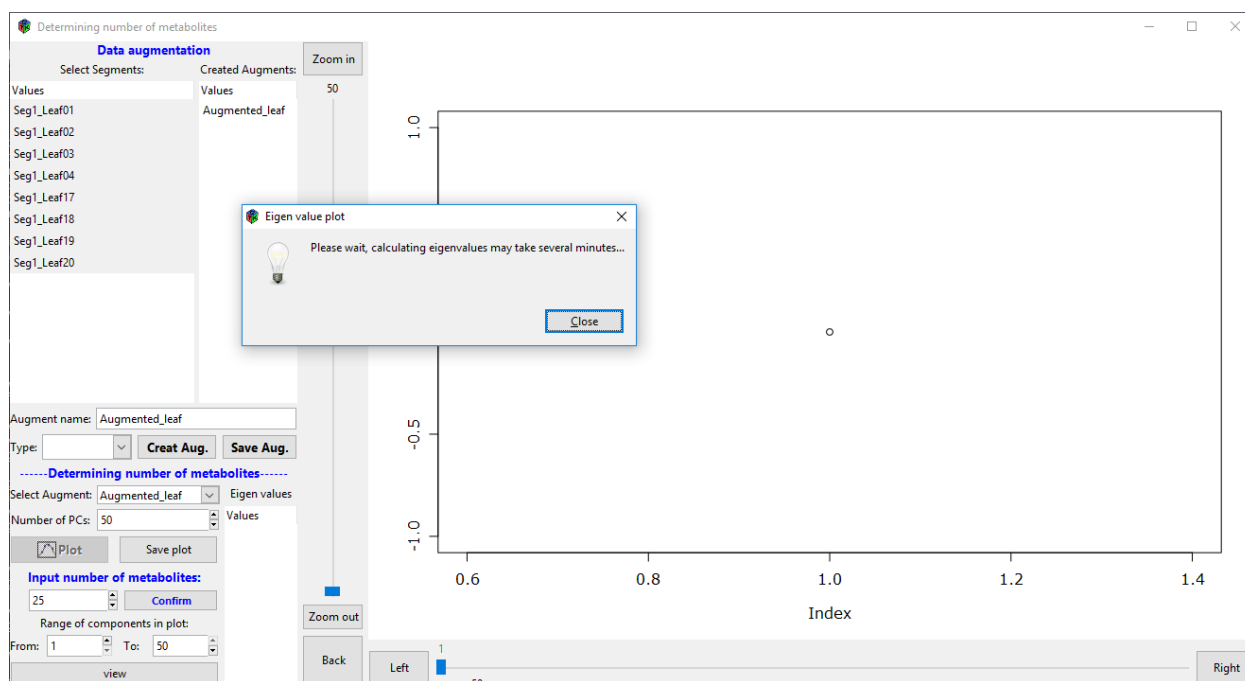 Determining number of metabolites
Data augmentation
Select Segments:
Created Augments:
Values
Values
Seg1_Leaf01
Augmented_leaf
Seg1_Leaf02
Seg1_Leaf03
Seg1_Leaf04
Seg1_Leaf17
Seg1_Leaf18
Seg1_Leaf19
Seg1_Leaf20
Augment name: Augmented_leaf
Type:
Creat Aug.
Save Aug.
------Determining number of metabolites------
Select Augment: Augmented_leaf
Eigen values
Number of PCs: 50
Values
Plot
Save plot
Input number of metabolites:
25
Confirm
Range of components in plot:
From: 1 To: 50
view
Zoom in
50
Zoom out
Back
Eigen value plot
Please wait, calculating eigenvalues may take several minutes...
Close
1.0
-0.5
-1.0
0.6 0.8 1.0 1.2 1.4
Index
1
Left
Right
50